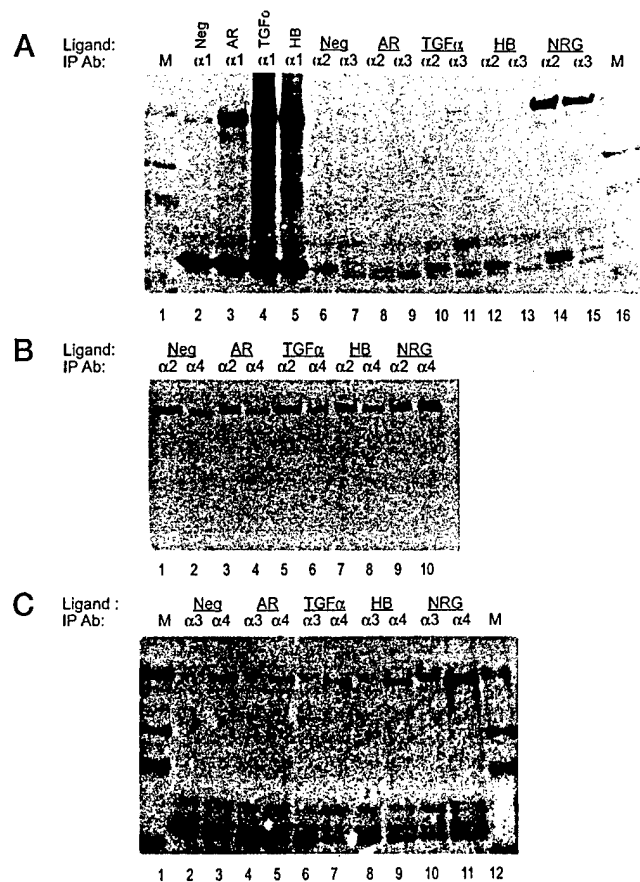 A
Ligand: Neg AR TGFα HB Neg AR TGFα HB NRG
IP Ab: M α1 α1 α1 α1 α2 α3 α2 α3 α2 α3 α2 α3 α2 α3 M
1 2 3 4 5 6 7 8 9 10 11 12 13 14 15 16
B
Ligand: Neg AR TGFα HB NRG
IP Ab: α2 α4 α2 α4 α2 α4 α2 α4 α2 α4
1 2 3 4 5 6 7 8 9 10
C
Ligand : Neg AR TGFα HB NRG
IP Ab: M α3 α4 α3 α4 α3 α4 α3 α4 α3 α4 M
1 2 3 4 5 6 7 8 9 10 11 12